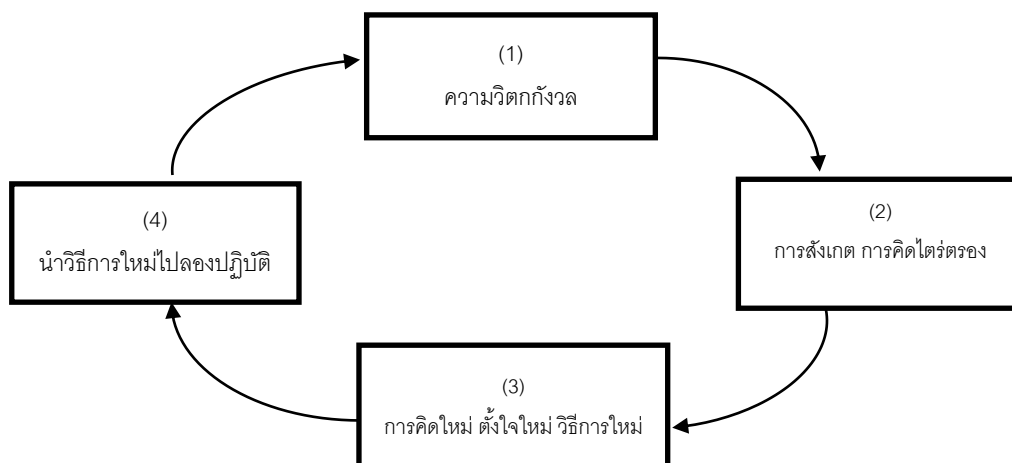 (1)
ความวิตกกังวล
(2)
การสังเกต การคิดไตร่ตรอง
(3)
การคิดใหม่ ตั้งใจใหม่ วิธีการใหม่
(4)
นำวิธีการใหม่ไปลองปฏิบัติ